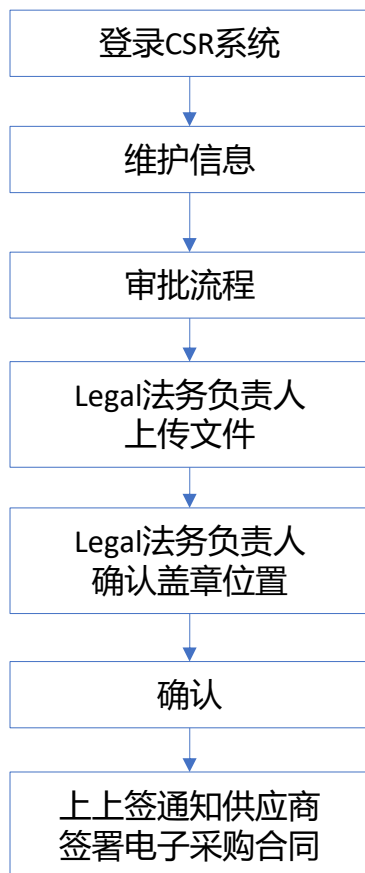 登录CSR系统
维护信息
审批流程
Legal法务负责人
上传文件
Legal法务负责人
确认盖章位置
确认
上上签通知供应商
签署电子采购合同